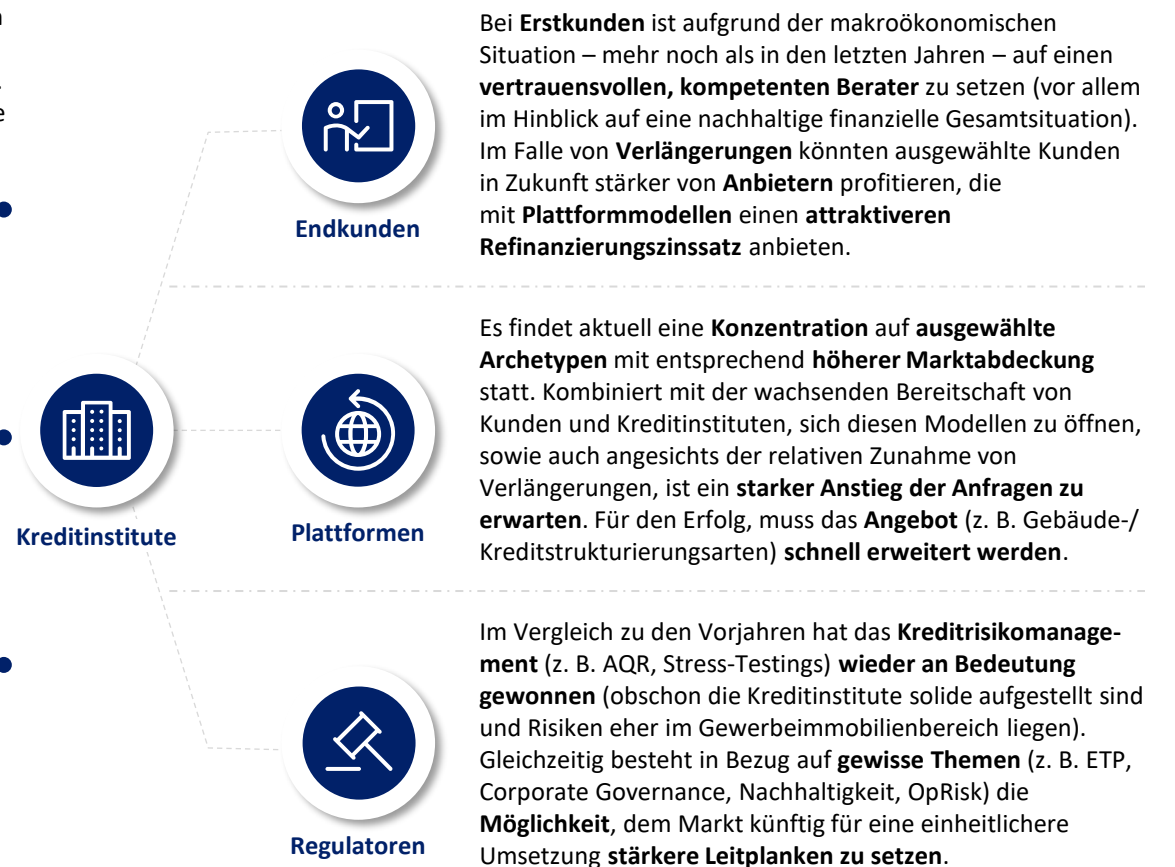 Bei Erstkunden ist aufgrund der makroökonomischen
Situation – mehr noch als in den letzten Jahren – auf einen
vertrauensvollen, kompetenten Berater zu setzen (vor allem
im Hinblick auf eine nachhaltige finanzielle Gesamtsituation).
Im Falle von Verlängerungen könnten ausgewählte Kunden
in Zukunft stärker von Anbietern profitieren, die
mit Plattformmodellen einen attraktiveren
Refinanzierungszinssatz anbieten.
Endkunden
Es findet aktuell eine Konzentration auf ausgewählte
Archetypen mit entsprechend höherer Marktabdeckung
statt. Kombiniert mit der wachsenden Bereitschaft von
Kunden und Kreditinstituten, sich diesen Modellen zu öffnen,
sowie auch angesichts der relativen Zunahme von
Verlängerungen, ist ein starker Anstieg der Anfragen zu
erwarten. Für den Erfolg, muss das Angebot (z. B. Gebäude-/
Kreditstrukturierungsarten) schnell erweitert werden.
Kreditinstitute
Plattformen
Im Vergleich zu den Vorjahren hat das Kreditrisikomanage-
ment (z. B. AQR, Stress-Testings) wieder an Bedeutung
gewonnen (obschon die Kreditinstitute solide aufgestellt sind
und Risiken eher im Gewerbeimmobilienbereich liegen).
Gleichzeitig besteht in Bezug auf gewisse Themen (z. B. ETP,
Corporate Governance, Nachhaltigkeit, OpRisk) die
Möglichkeit, dem Markt künftig für eine einheitlichere
Umsetzung stärkere Leitplanken zu setzen.
Regulatoren